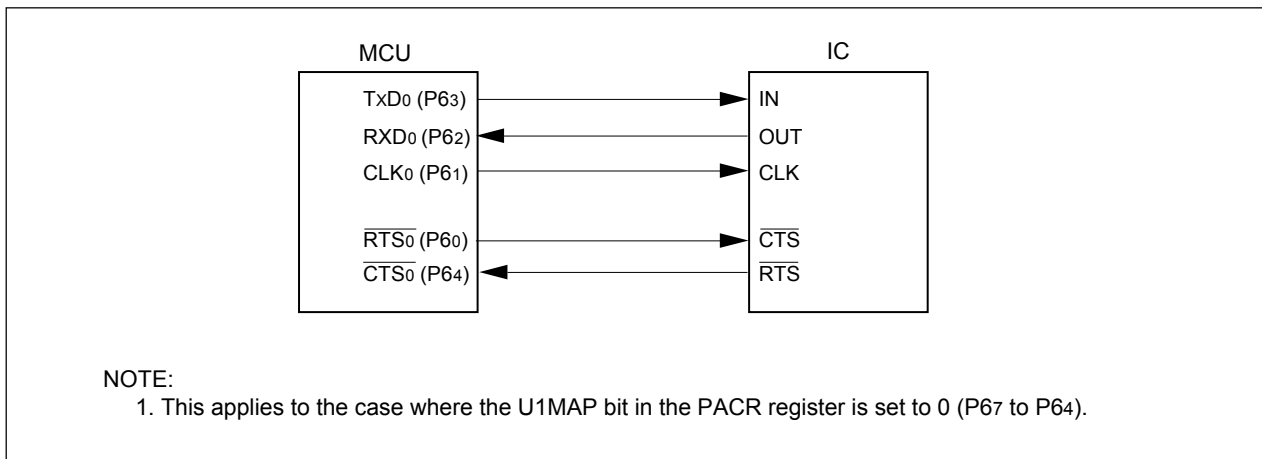 MCU IC
TxD0 (P63) IN
RXD0 (P62) OUT
CLK0 (P61) CLK
RTS0 (P60) CTS
CTS0 (P64) RTS
NOTE:
1. This applies to the case where the U1MAP bit in the PACR register is set to 0 (P67 to P64).